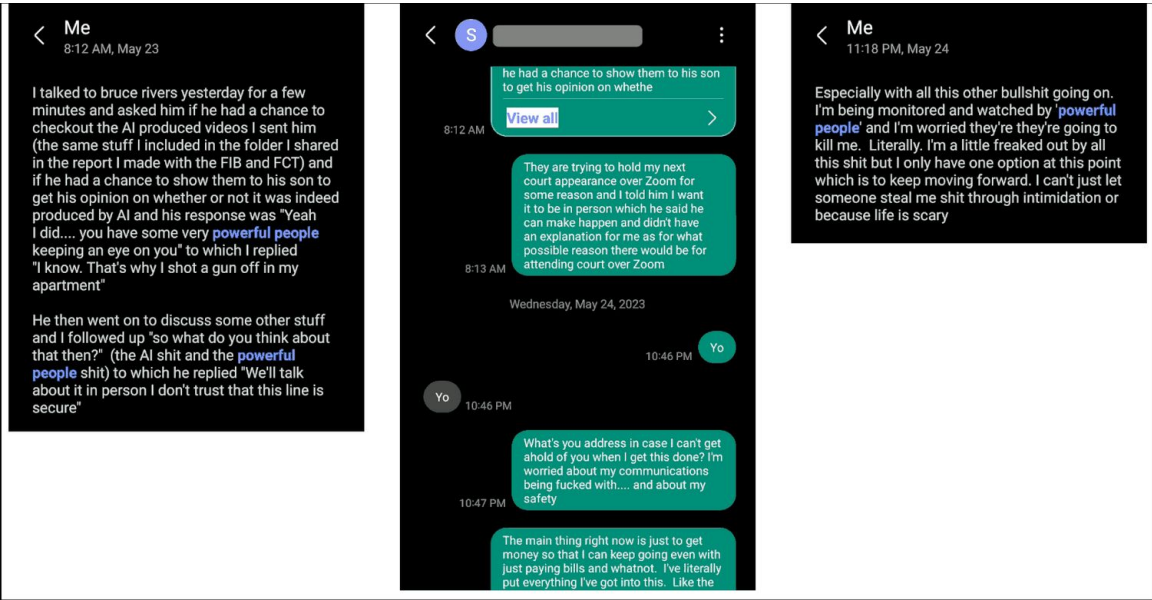 Me
8:12 AM, May 23
I talked to bruce rivers yesterday for a few
minutes and asked him if he had a chance to
checkout the AI produced videos I sent him
(the same stuff I included in the folder I shared
in the report I made with the FIB and FCT) and
if he had a chance to show them to his son to
get his opinion on whether or not it was indeed
produced by AI and his response was "Yeah
I did.... you have some very powerful people
keeping an eye on you" to which I replied
"I know. That's why I shot a gun off in my
apartment"
He then went on to discuss some other stuff
and I followed up "so what do you think about
that then?"  (the AI shit and the powerful
people shit) to which he replied "We'll talk
about it in person I don't trust that this line is
secure"
S
he had a chance to show them to his son
to get his opinion on whethe
View all
8:12 AM
They are trying to hold my next
court appearance over Zoom for
some reason and I told him I want
it to be in person which he said he
can make happen and didn't have
an explanation for me as for what
possible reason there would be for
attending court over Zoom
8:13 AM
Wednesday, May 24, 2023
Yo
10:46 PM
Yo
10:46 PM
What's you address in case I can't get
ahold of you when I get this done? I'm
worried about my communications
being fucked with.... and about my
safety
10:47 PM
The main thing right now is just to get
money so that I can keep going even with
just paying bills and whatnot.  I've literally
put everything I've got into this.  Like the
Me
11:18 PM, May 24
Especially with all this other bullshit going on.
I'm being monitored and watched by 'powerful
people' and I'm worried they're they're going to
kill me.  Literally. I'm a little freaked out by all
this shit but I only have one option at this point
which is to keep moving forward. I can't just let
someone steal me shit through intimidation or
because life is scary